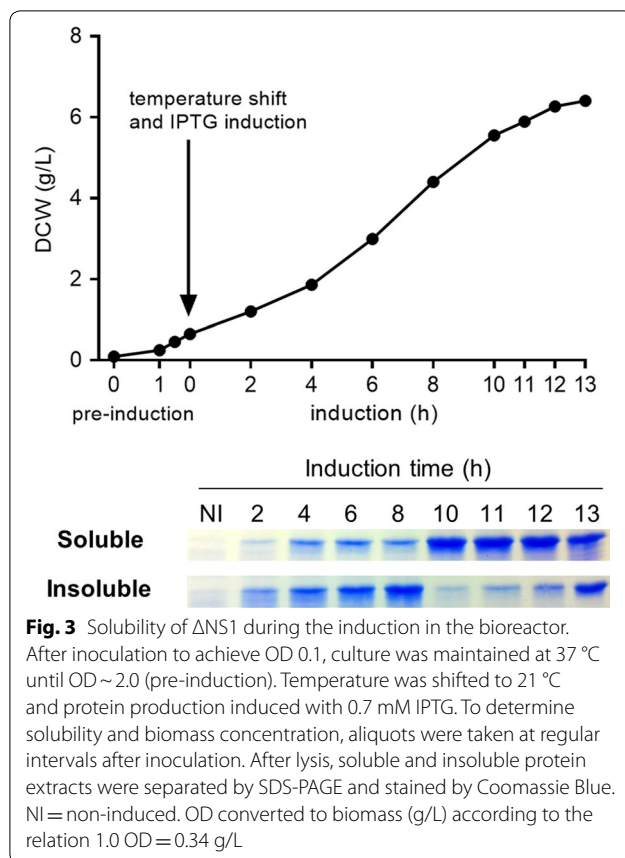 8
temperature shift
and IPTG induction
6
DCW (g/L)
4
2
0
0 1 0 2 4 6 8 10 11 12 13
pre-induction induction (h)
Induction time (h)
NI 2 4 6 8 10 11 12 13
Soluble
Insoluble
Fig. 3 Solubility of ΔNS1 during the induction in the bioreactor.
After inoculation to achieve OD 0.1, culture was maintained at 37 °C
until OD ~ 2.0 (pre-induction). Temperature was shifted to 21 °C
and protein production induced with 0.7 mM IPTG. To determine
solubility and biomass concentration, aliquots were taken at regular
intervals after inoculation. After lysis, soluble and insoluble protein
extracts were separated by SDS-PAGE and stained by Coomassie Blue.
NI = non-induced. OD converted to biomass (g/L) according to the
relation 1.0 OD = 0.34 g/L